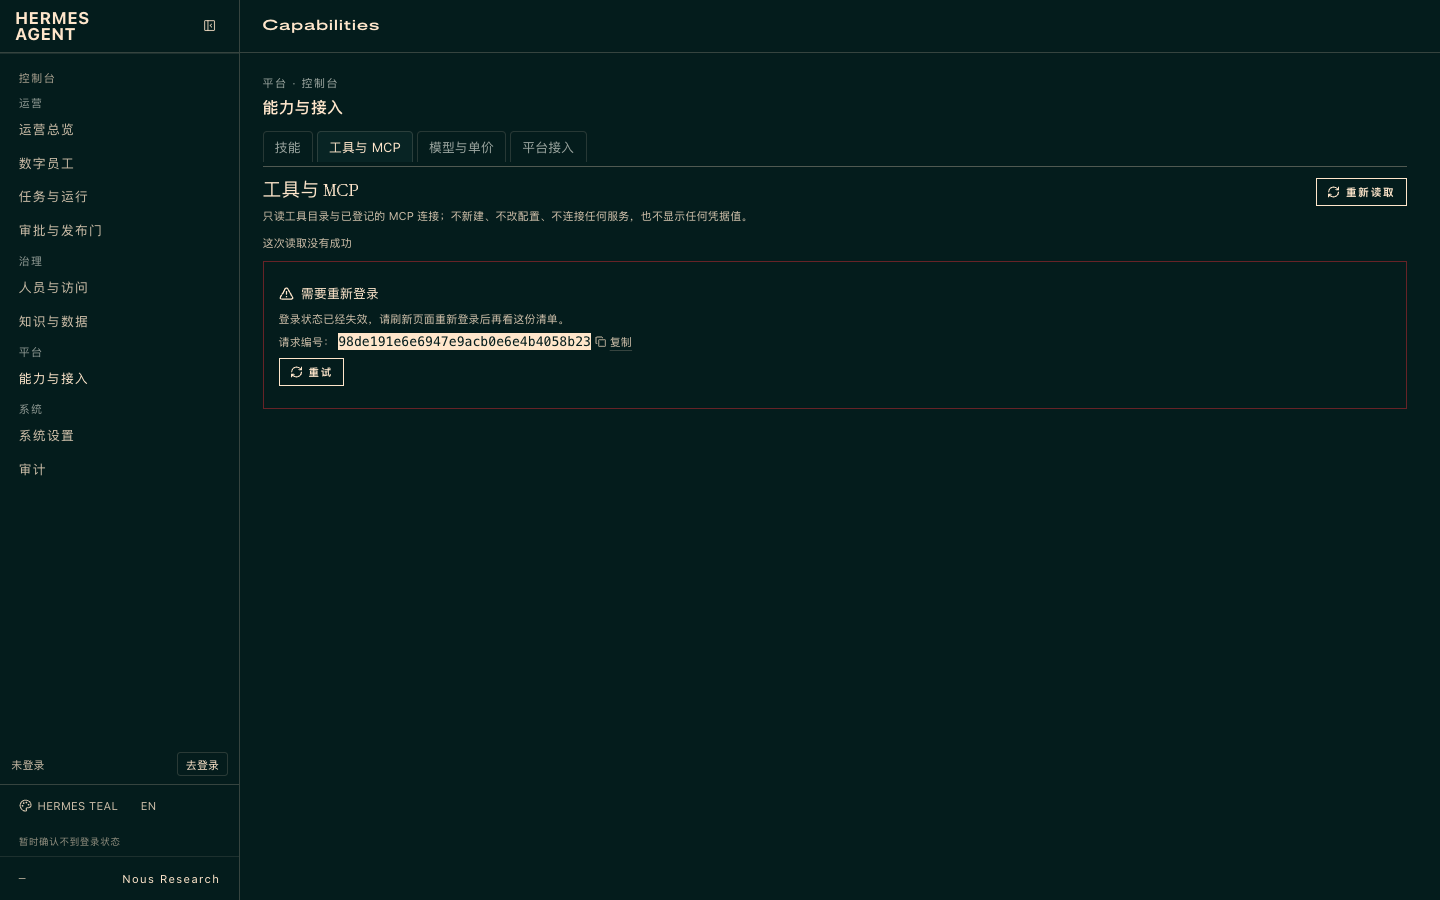 HERMES
AGENT
Capabilities
控制台
运营
运营总览
数字员工
任务与运行
审批与发布门
治理
人员与访问
知识与数据
平台
能力与接入
系统
系统设置
审计
未登录
去登录
HERMES TEAL
EN
暂时确认不到登录状态
—
Nous Research
平台 · 控制台
能力与接入
技能
工具与 MCP
模型与单价
平台接入
工具与 MCP
重新读取
只读工具目录与已登记的 MCP 连接；不新建、不改配置、不连接任何服务，也不显示任何凭据值。
这次读取没有成功
需要重新登录
登录状态已经失效，请刷新页面重新登录后再看这份清单。
请求编号： 98de191e6e6947e9acb0e6e4b4058b23 复制
重试